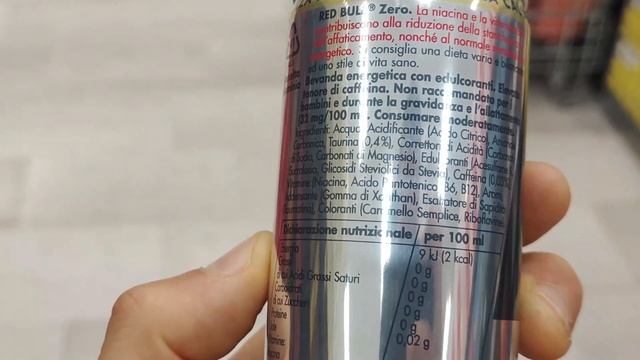 RED BULL® Zero. La niacina e la
contribuiscono alla riduzione della
affaticamento, nonché al normale
energetico. Si consiglia una dieta varia e
ed uno stile di vita sano.
Bevanda energetica con edulcoranti.
tenore di caffeina. Non raccomandato per i
bambini e durante la gravidanza e l'allattamento
(32 mg/100 ml). Consumare moderatamente.
Ingredienti: Acqua, Acidificante (Acido Citrico),
Carbonica, Taurina (0,4%), Correttori di Acidità (Carbonati
di Sodio, Carbonati di Magnesio), Edulcoranti (Acesulfame
Glicosidi Steviolici da Stevia), Caffeina
Vitamine (Niacina, Acido Pantotenico, B6, B12), Aromi,
Addensante (Gomma di Xanthan), Esaltatore di Sapidità
Coloranti (Caramello Semplice, Riboflavine)
Dichiarazione nutrizionale per 100 ml
Energia 9 kJ (2 kcal)
Grassi 0 g
di cui Acidi Grassi Saturi 0 g
Carboidrati 0 g
di cui Zuccheri 0 g
Proteine 0 g
Sale 0,02 g